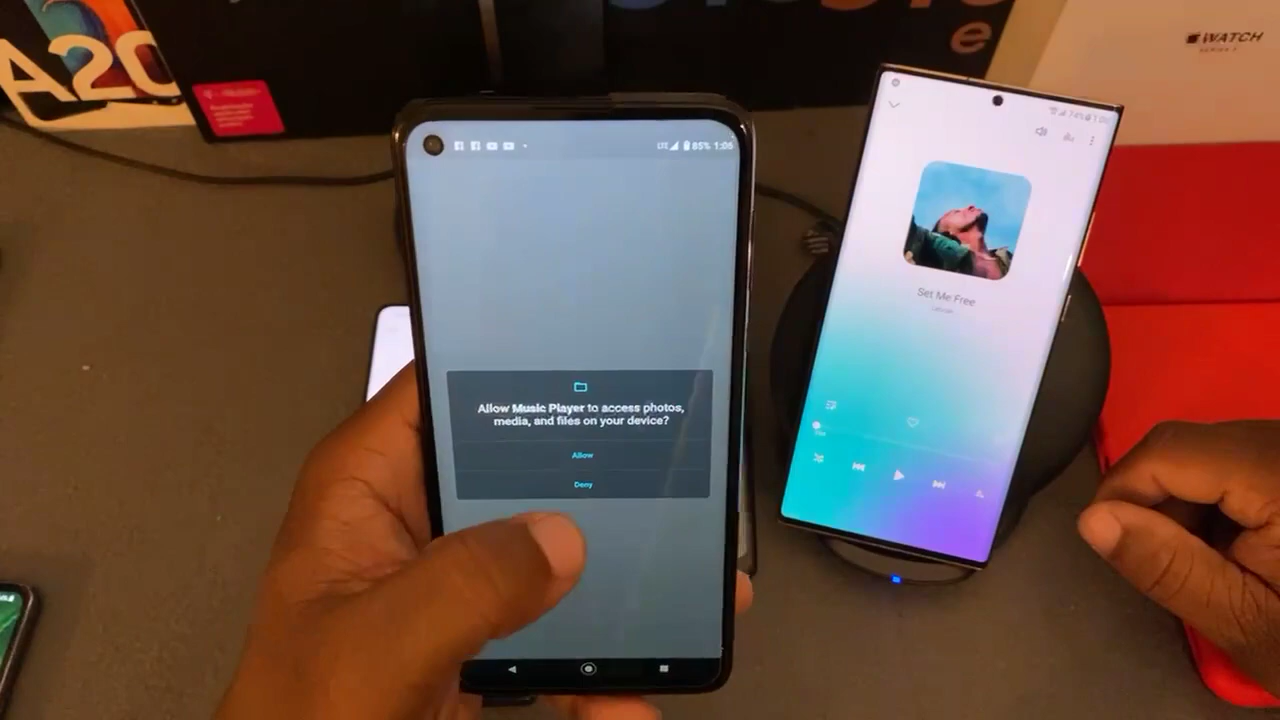 A20
e
WATCH
LTE 85% 1:06
Allow Music Player to access photos,
media, and files on your device?
Allow
Deny
74%
Set Me Free